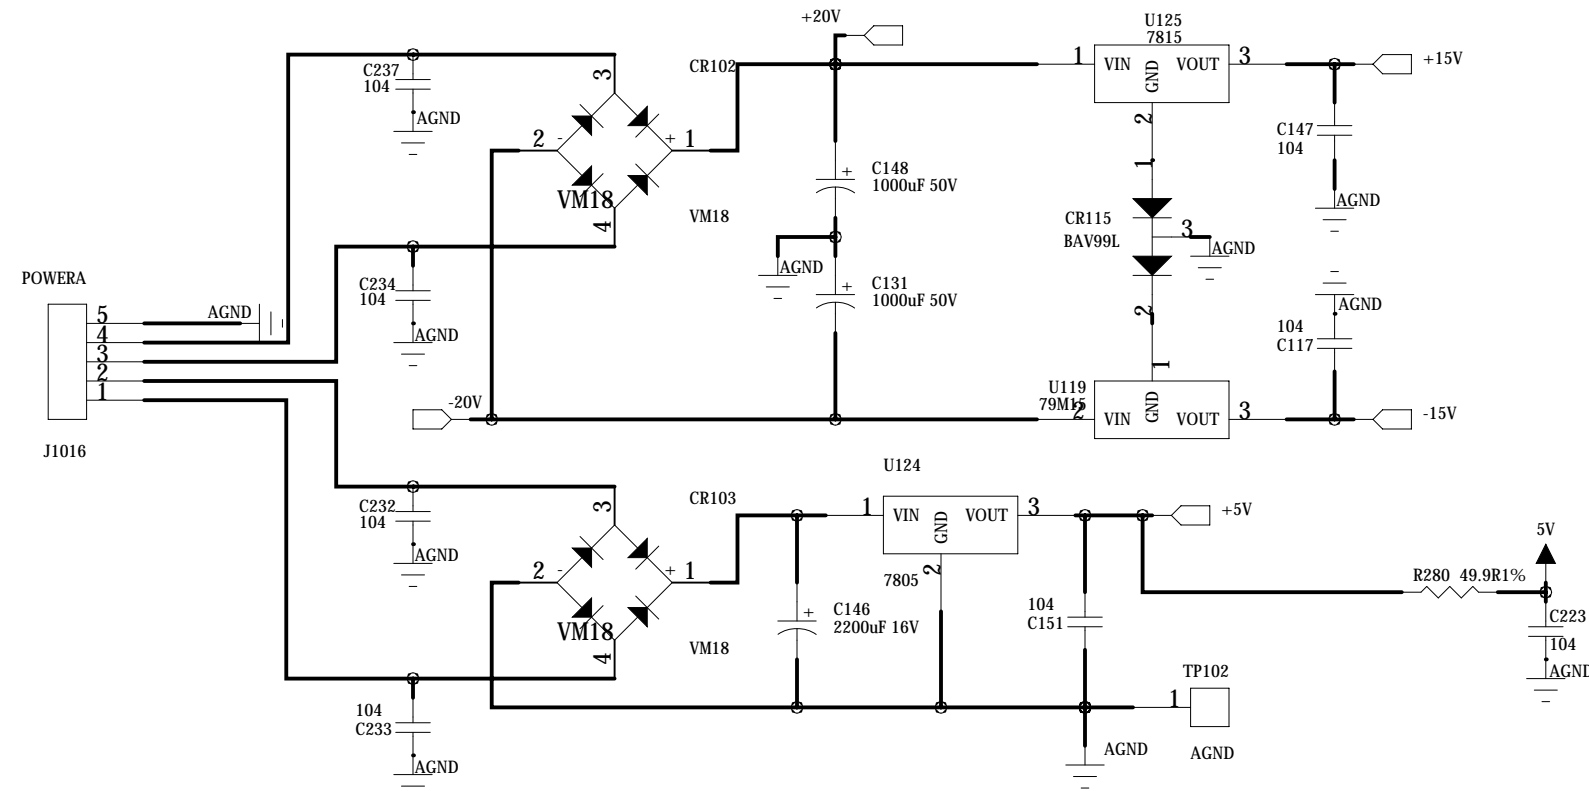 +20V
U125
7815
C237
104
AGND
3
CR102
1
VIN
GND
VOUT
3
+15V
2
-
+
1
2
1
C147
104
AGND
VM18
4
VM18
C148
1000uF 50V
+
CR115
BAV99L
3
AGND
AGND
C131
1000uF 50V
+
POWERA
5
4
3
2
1
J1016
AGND
C234
104
AGND
2
1
AGND
104
C117
-20V
U119
79M15
2
VIN
GND
VOUT
3
-15V
U124
C232
104
AGND
3
CR103
1
VIN
GND
VOUT
3
+5V
7805
2
2
-
+
1
VM18
4
VM18
C146
2200uF 16V
+
104
C151
R280 49.9R1%
5V
C223
104
AGND
104
C233
AGND
TP102
1
AGND
AGND